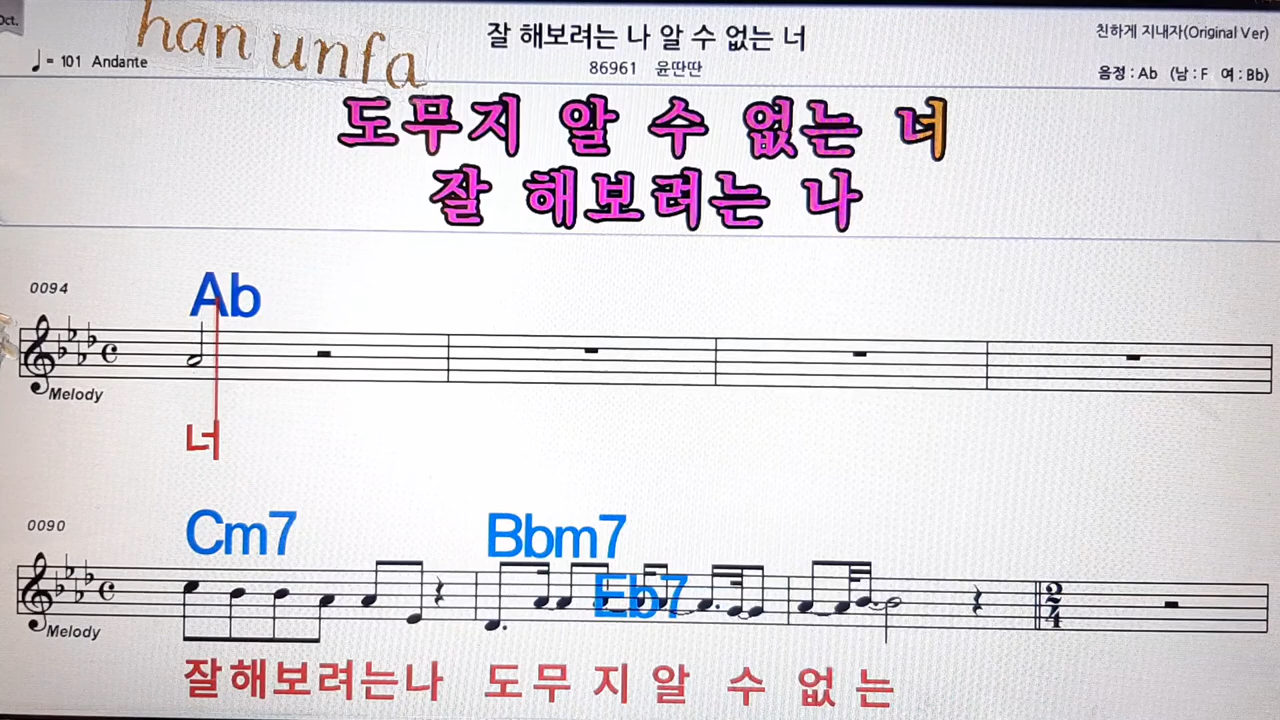 Oct.
잘 해보려는 나 알 수 없는 너
친하게 지내자(Original Ver)
han unfa
♩= 101 Andante
86961 윤딴딴
음정 : Ab (남 : F 여 : Bb)
도무지 알 수 없는 너
잘 해보려는 나
0094
Ab
Melody
너
0090
Cm7 Bbm7 Eb7
2
4
Melody
잘해보려는나 도무 지 알 수 없 는